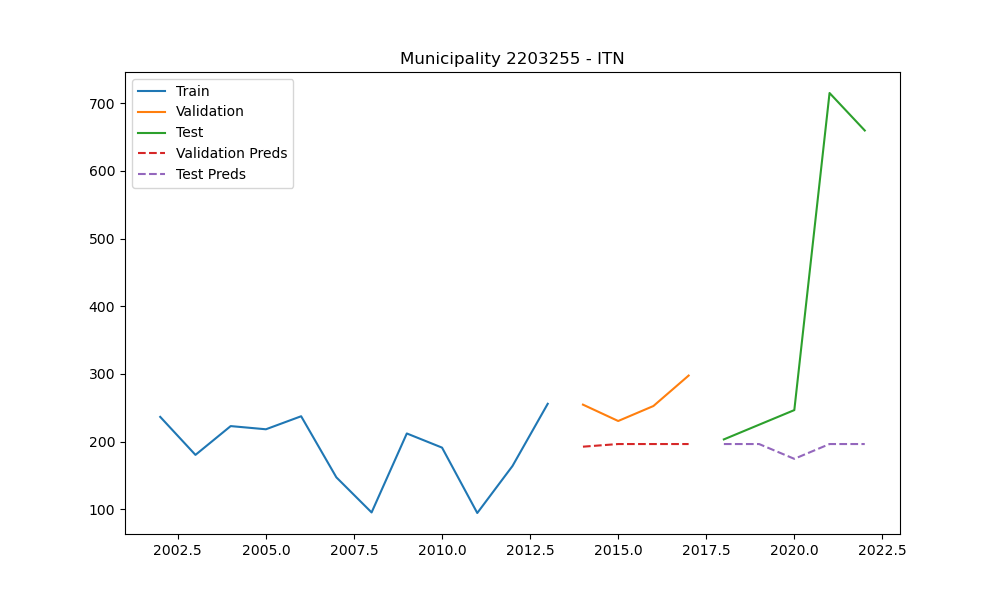 Municipality 2203255 - ITN
Train
Validation
Test
Validation Preds
Test Preds
700
600
500
400
300
200
100
2002.5 2005.0 2007.5 2010.0 2012.5 2015.0 2017.5 2020.0 2022.5